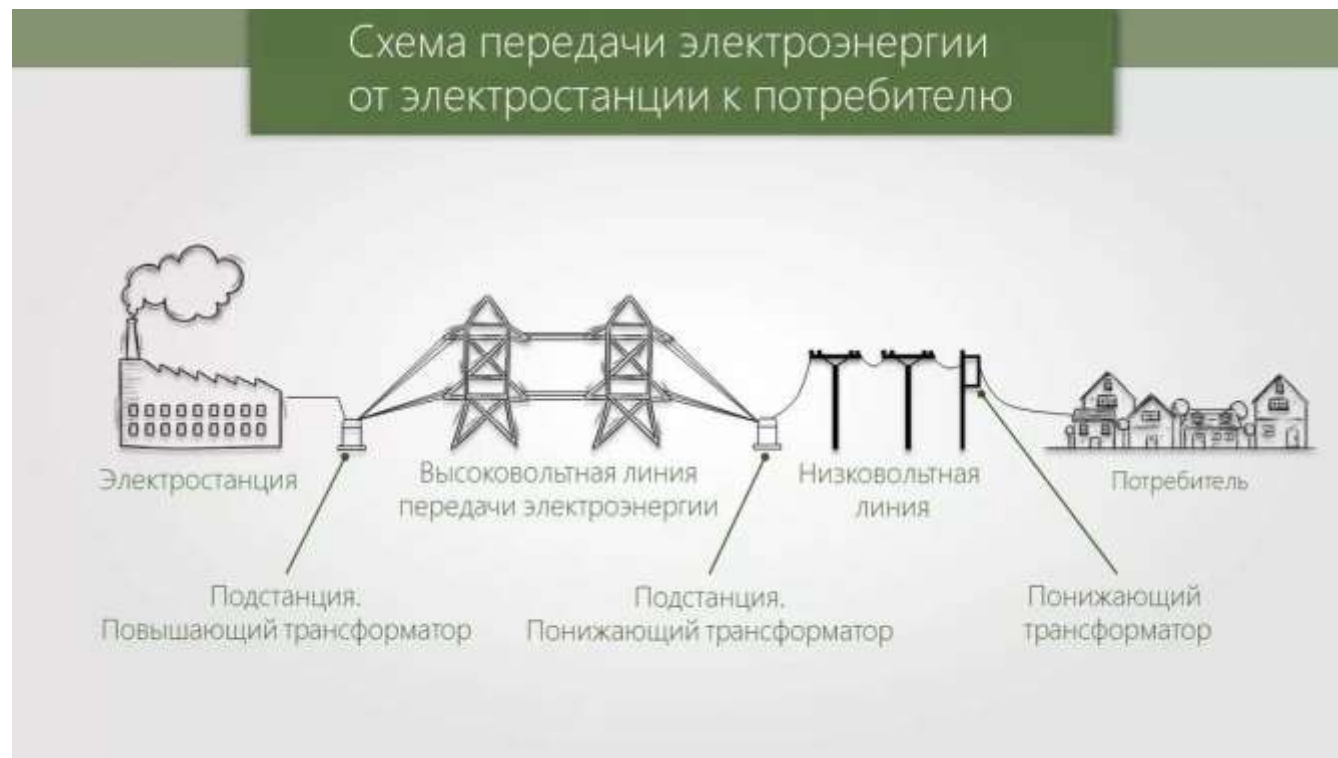 Схема передачи электроэнергии
от электростанции к потребителю
Электростанция
Высоковольтная линия
передачи электроэнергии
Низковольтная
линия
Потребитель
Подстанция.
Повышающий трансформатор
Подстанция.
Понижающий трансформатор
Понижающий
трансформатор